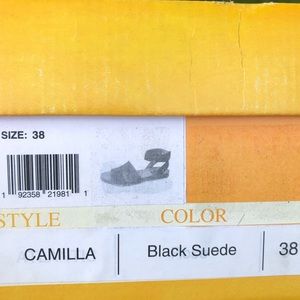 SIZE: 38
1 92358 21981 1
STYLE COLOR
CAMILLA Black Suede 38